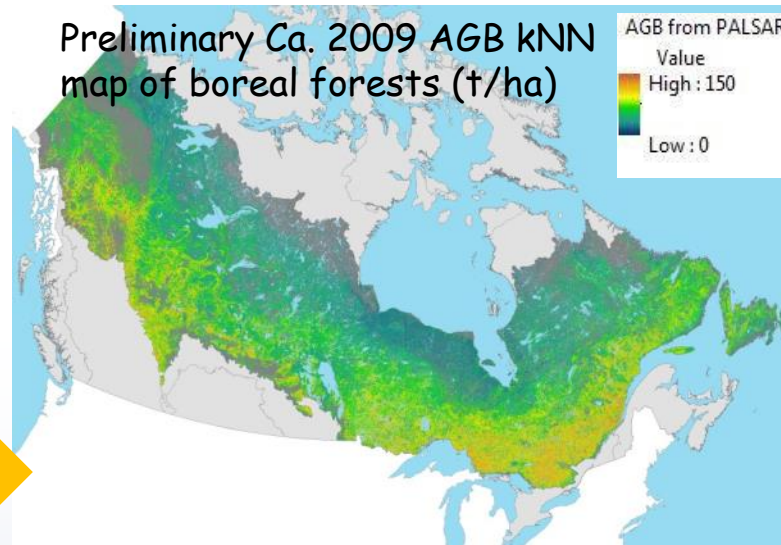 Preliminary Ca. 2009 AGB kNN
map of boreal forests (t/ha)
AGB from PALSAR
Value
High : 150
Low : 0